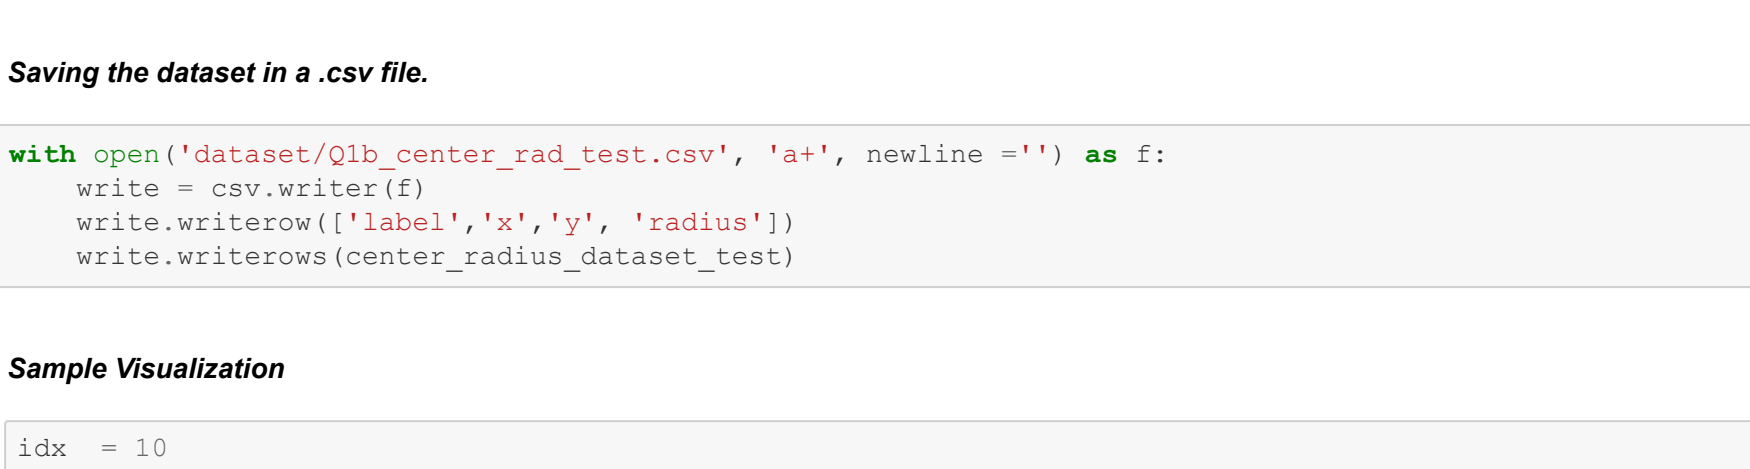 Saving the dataset in a .csv file.
with open('dataset/Q1b_center_rad_test.csv', 'a+', newline ='') as f:
    write = csv.writer(f)
    write.writerow(['label','x','y', 'radius'])
    write.writerows(center_radius_dataset_test)
Sample Visualization
idx  = 10